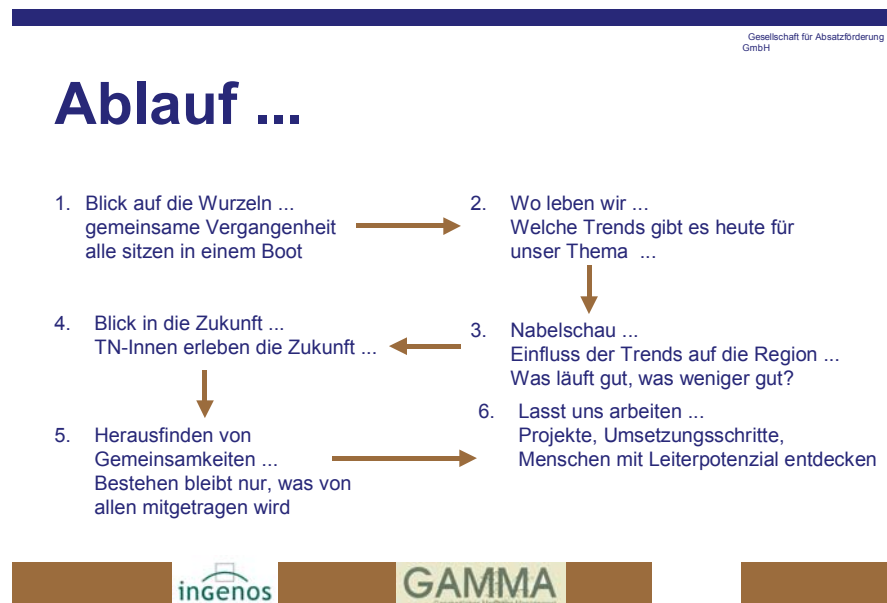 Gesellschaft für Absatzförderung
GmbH
Ablauf ...
1. Blick auf die Wurzeln ...
gemeinsame Vergangenheit
alle sitzen in einem Boot
2. Wo leben wir ...
Welche Trends gibt es heute für
unser Thema ...
3. Nabelschau ...
Einfluss der Trends auf die Region ...
Was läuft gut, was weniger gut?
4. Blick in die Zukunft ...
TN-Innen erleben die Zukunft ...
5. Herausfinden von
Gemeinsamkeiten ...
Bestehen bleibt nur, was von
allen mitgetragen wird
6. Lasst uns arbeiten ...
Projekte, Umsetzungsschritte,
Menschen mit Leiterpotenzial entdecken
ingenos
GAMMA